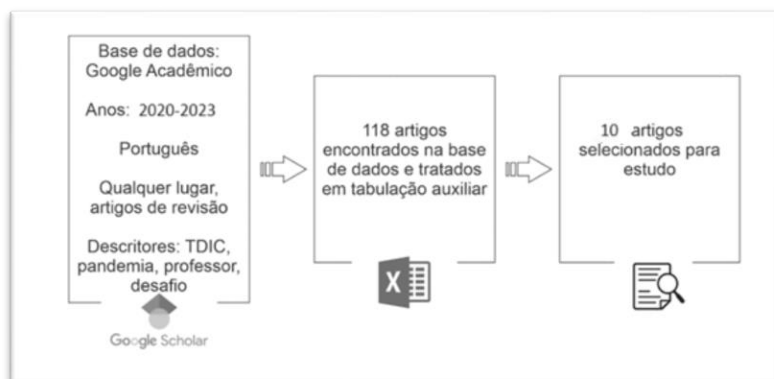 Base de dados:
Google Acadêmico
Anos: 2020-2023
Português
Qualquer lugar,
artigos de revisão
Descritores: TDIC,
pandemia, professor,
desafio
Google Scholar
118 artigos
encontrados na base
de dados e tratados
em tabulação auxiliar
X
10 artigos
selecionados para
estudo